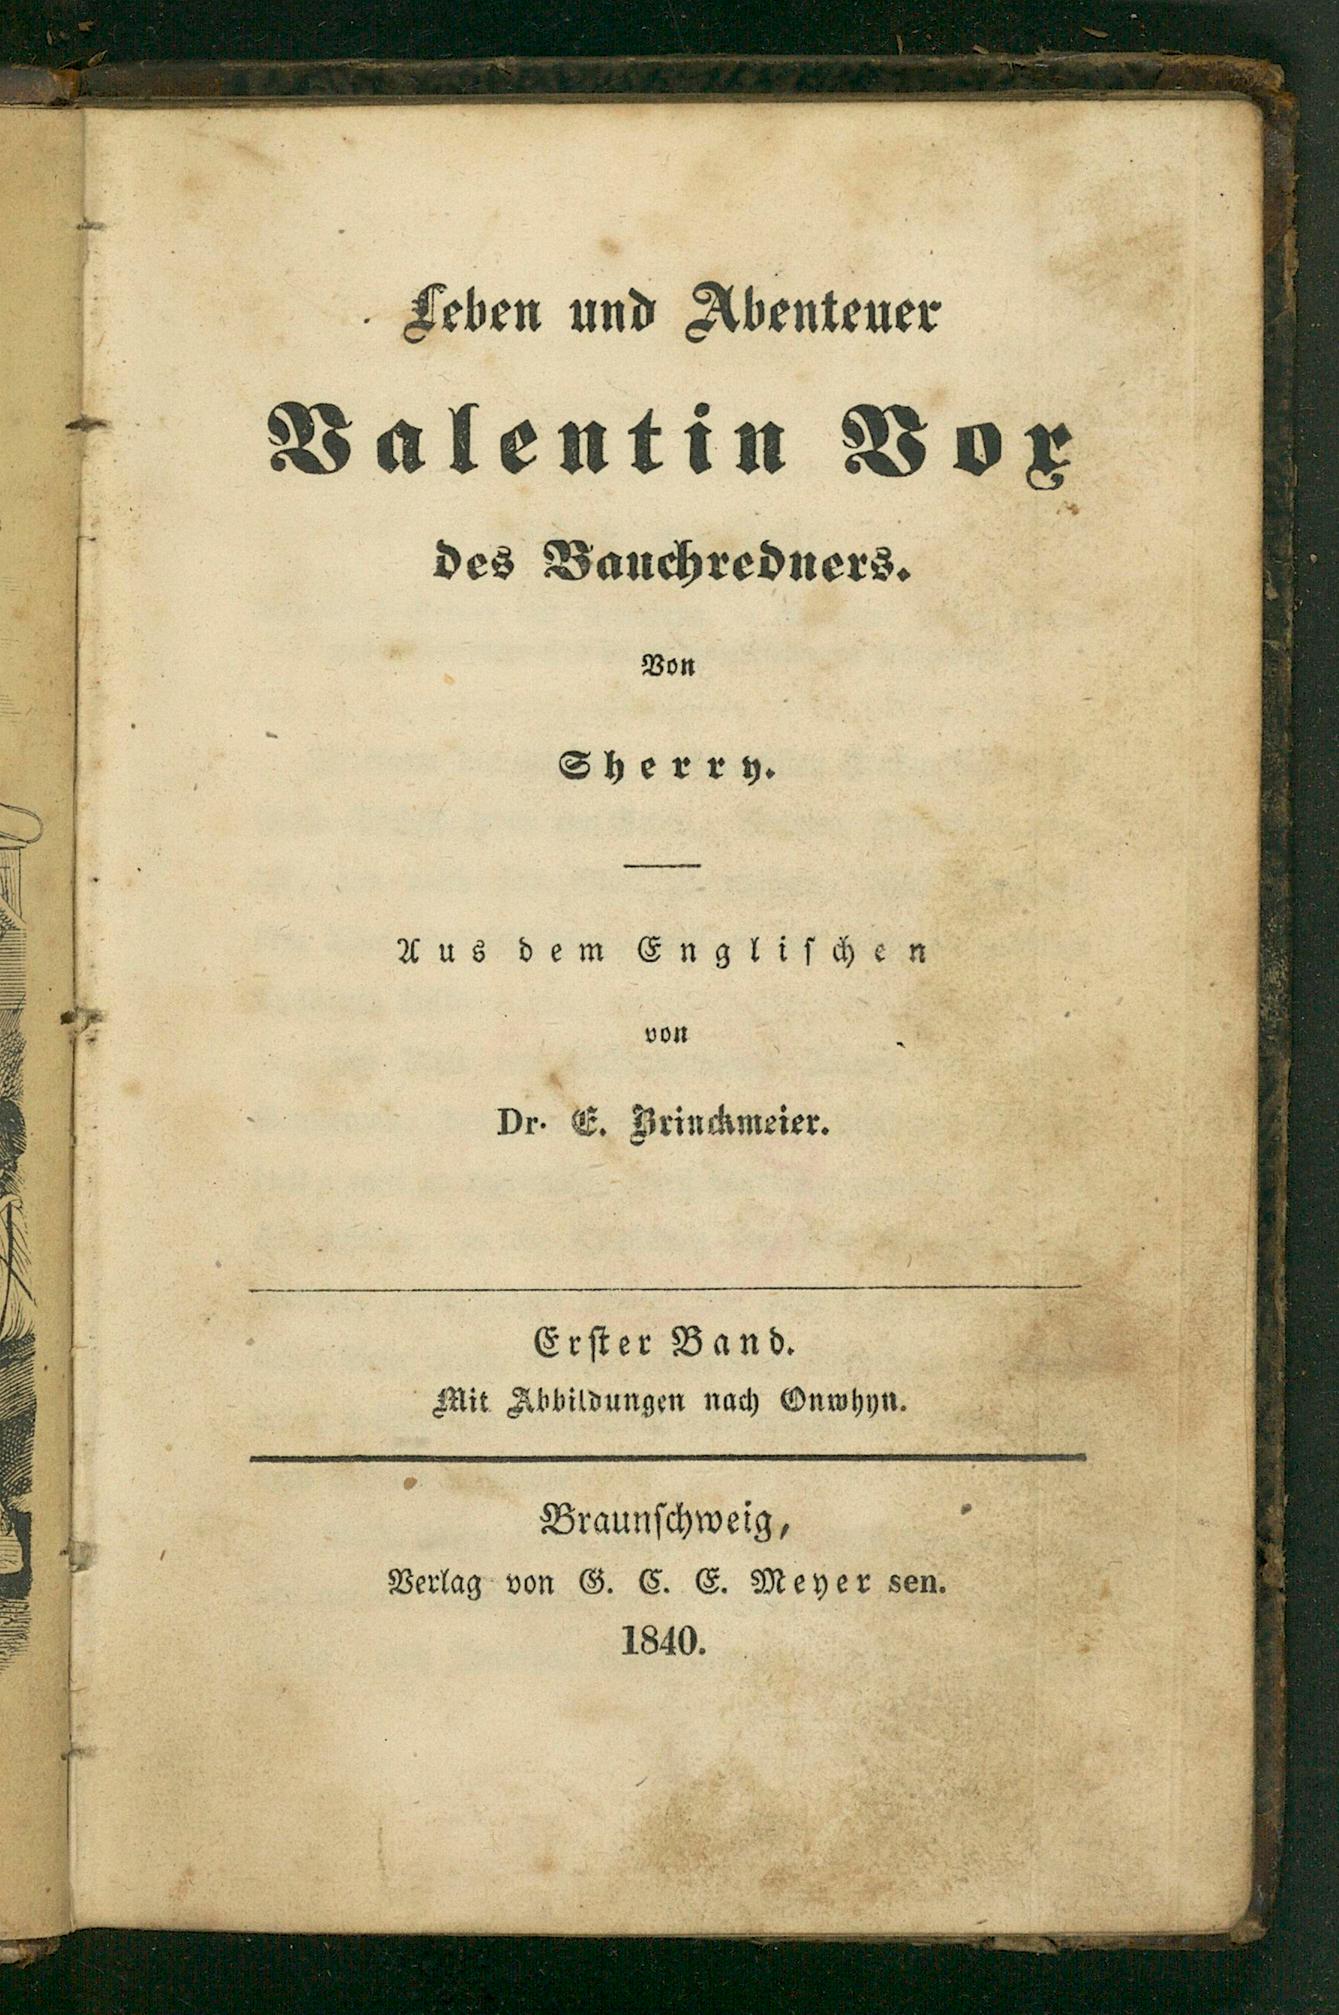 Leben und Abenteuer
Valentin Vox
des Bauchredners.
Von
Sherry.
Aus dem Engliſchen
von
Dr. E. Brinckmeier.
Erſter Band.
Mit Abbildungen nach Onwhyn.
Braunſchweig,
Verlag von G. C. E. Meyer sen.
1840.